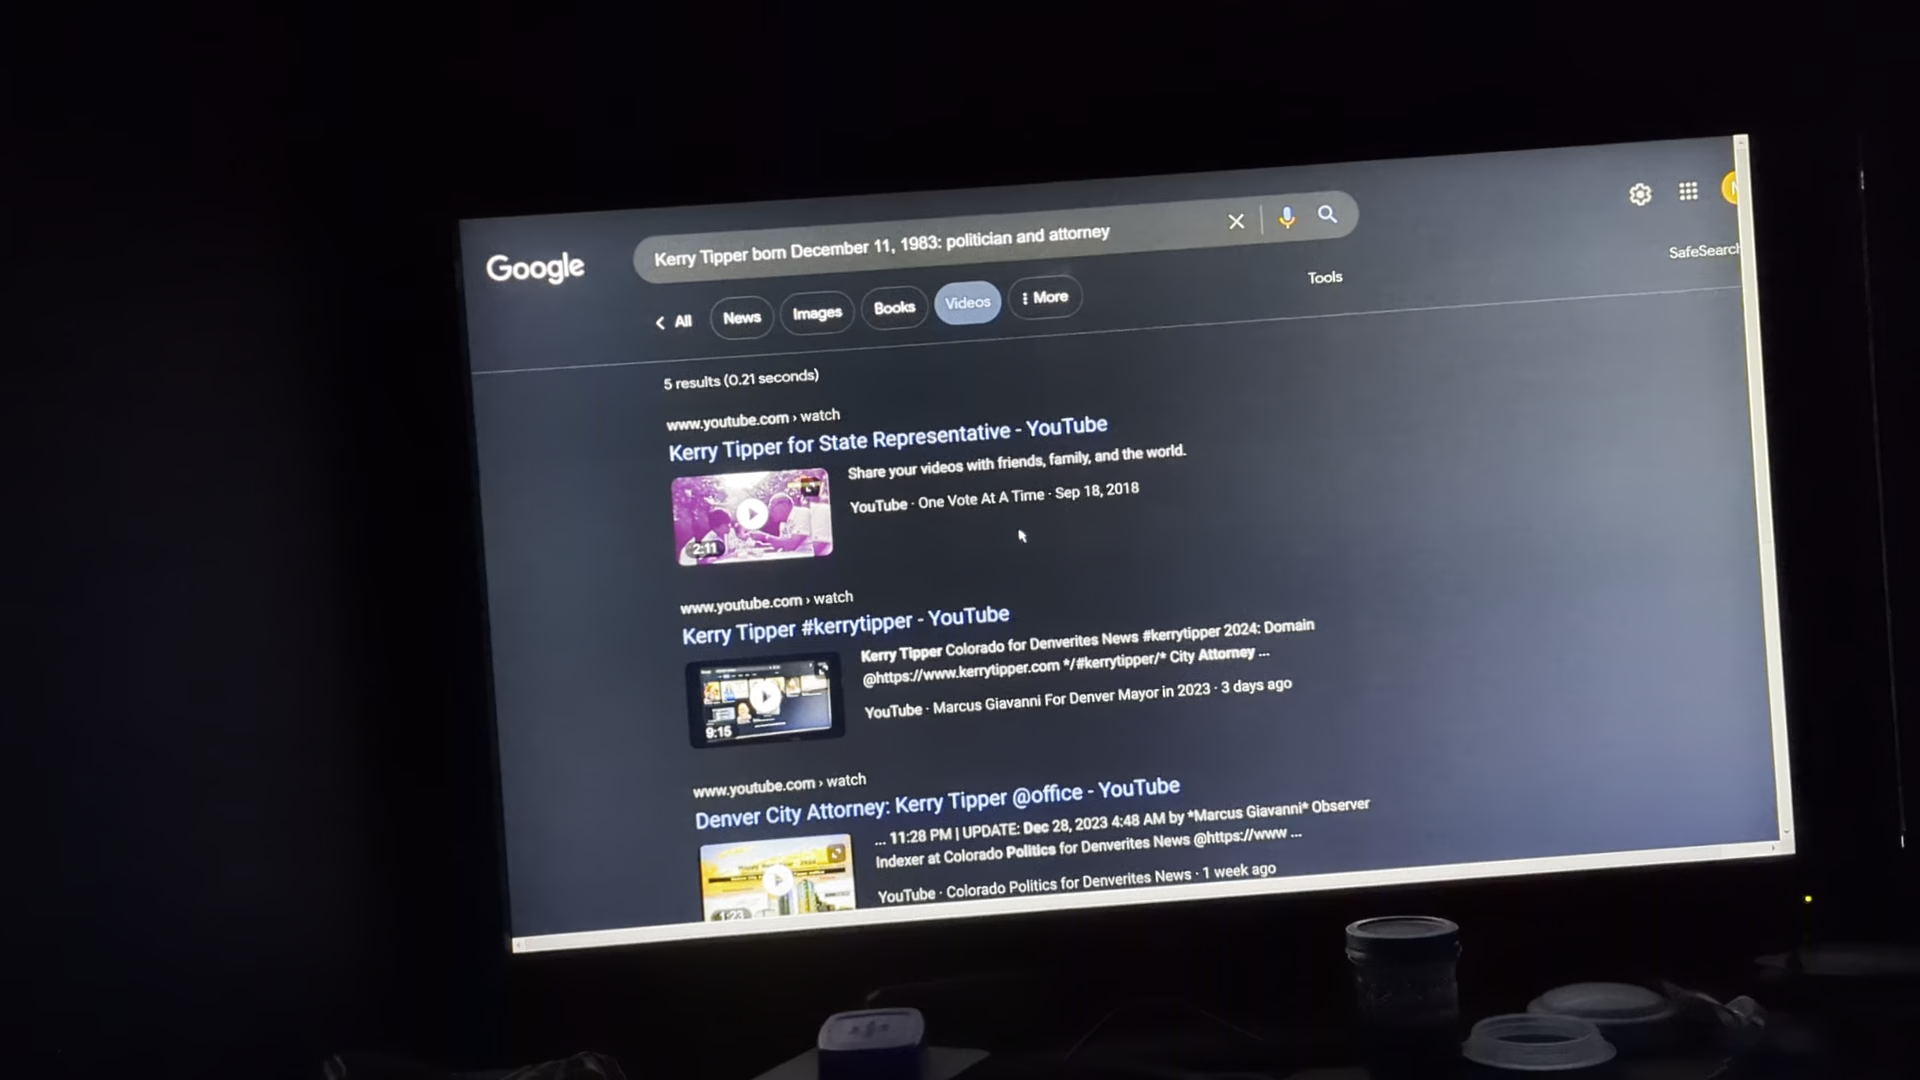 Google
Kerry Tipper born December 11, 1983: politician and attorney
SafeSearch
All
News
Images
Books
Videos
More
Tools
5 results (0.21 seconds)
www.youtube.com › watch
Kerry Tipper for State Representative - YouTube
Share your videos with friends, family, and the world.
YouTube · One Vote At A Time · Sep 18, 2018
2:11
www.youtube.com › watch
Kerry Tipper #kerrytipper - YouTube
Kerry Tipper Colorado for Denverites News #kerrytipper 2024: Domain
@https://www.kerrytipper.com */#kerrytipper/* City Attorney ...
YouTube · Marcus Giavanni For Denver Mayor in 2023 · 3 days ago
9:15
www.youtube.com › watch
Denver City Attorney: Kerry Tipper @office - YouTube
... 11:28 PM | UPDATE: Dec 28, 2023 4:48 AM by *Marcus Giavanni* Observer
Indexer at Colorado Politics for Denverites News @https://www ...
YouTube · Colorado Politics for Denverites News · 1 week ago
1:23